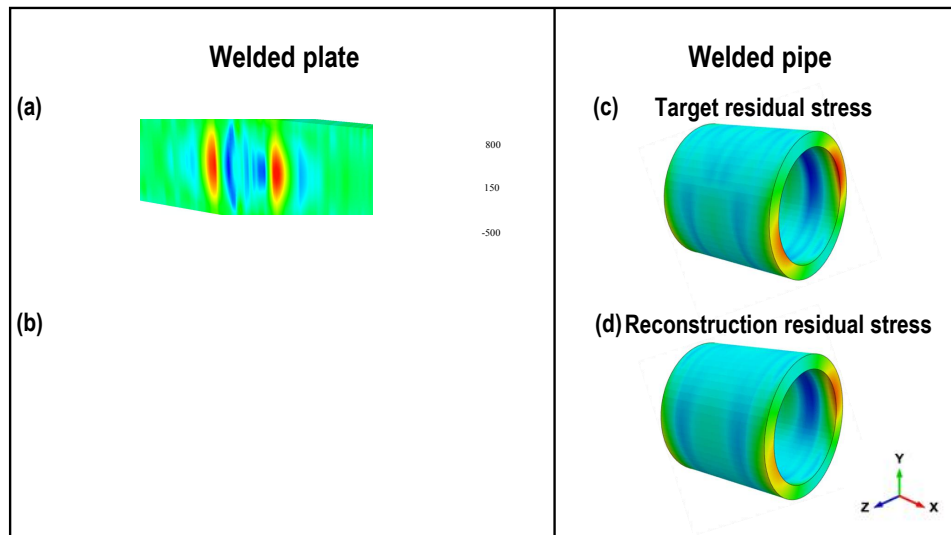 Welded plate
(a)
800
150
-500
(b)
Welded pipe
(c) Target residual stress
(d) Reconstruction residual stress
Y
Z X